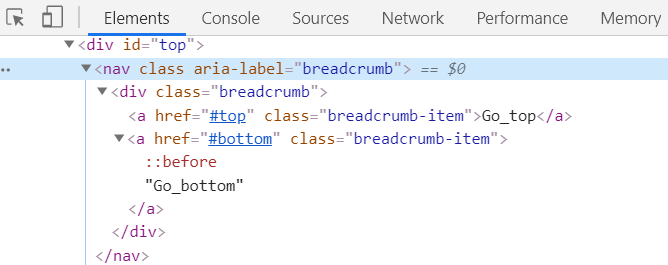 Elements Console Sources Network Performance Memory
<div id="top">
<nav class aria-label="breadcrumb"> == $0
<div class="breadcrumb">
<a href="#top" class="breadcrumb-item">Go_top</a>
<a href="#bottom" class="breadcrumb-item">
::before
"Go_bottom"
</a>
</div>
</nav>